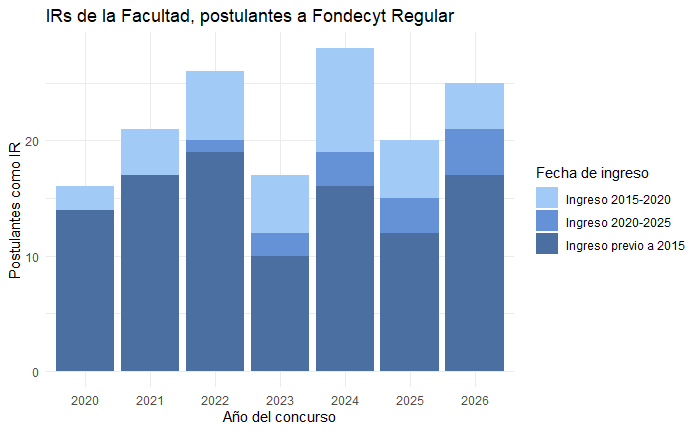 IRs de la Facultad, postulantes a Fondecyt Regular
Postulantes como IR
20
10
0
2020 2021 2022 2023 2024 2025 2026
Año del concurso
Fecha de ingreso
Ingreso 2015-2020
Ingreso 2020-2025
Ingreso previo a 2015